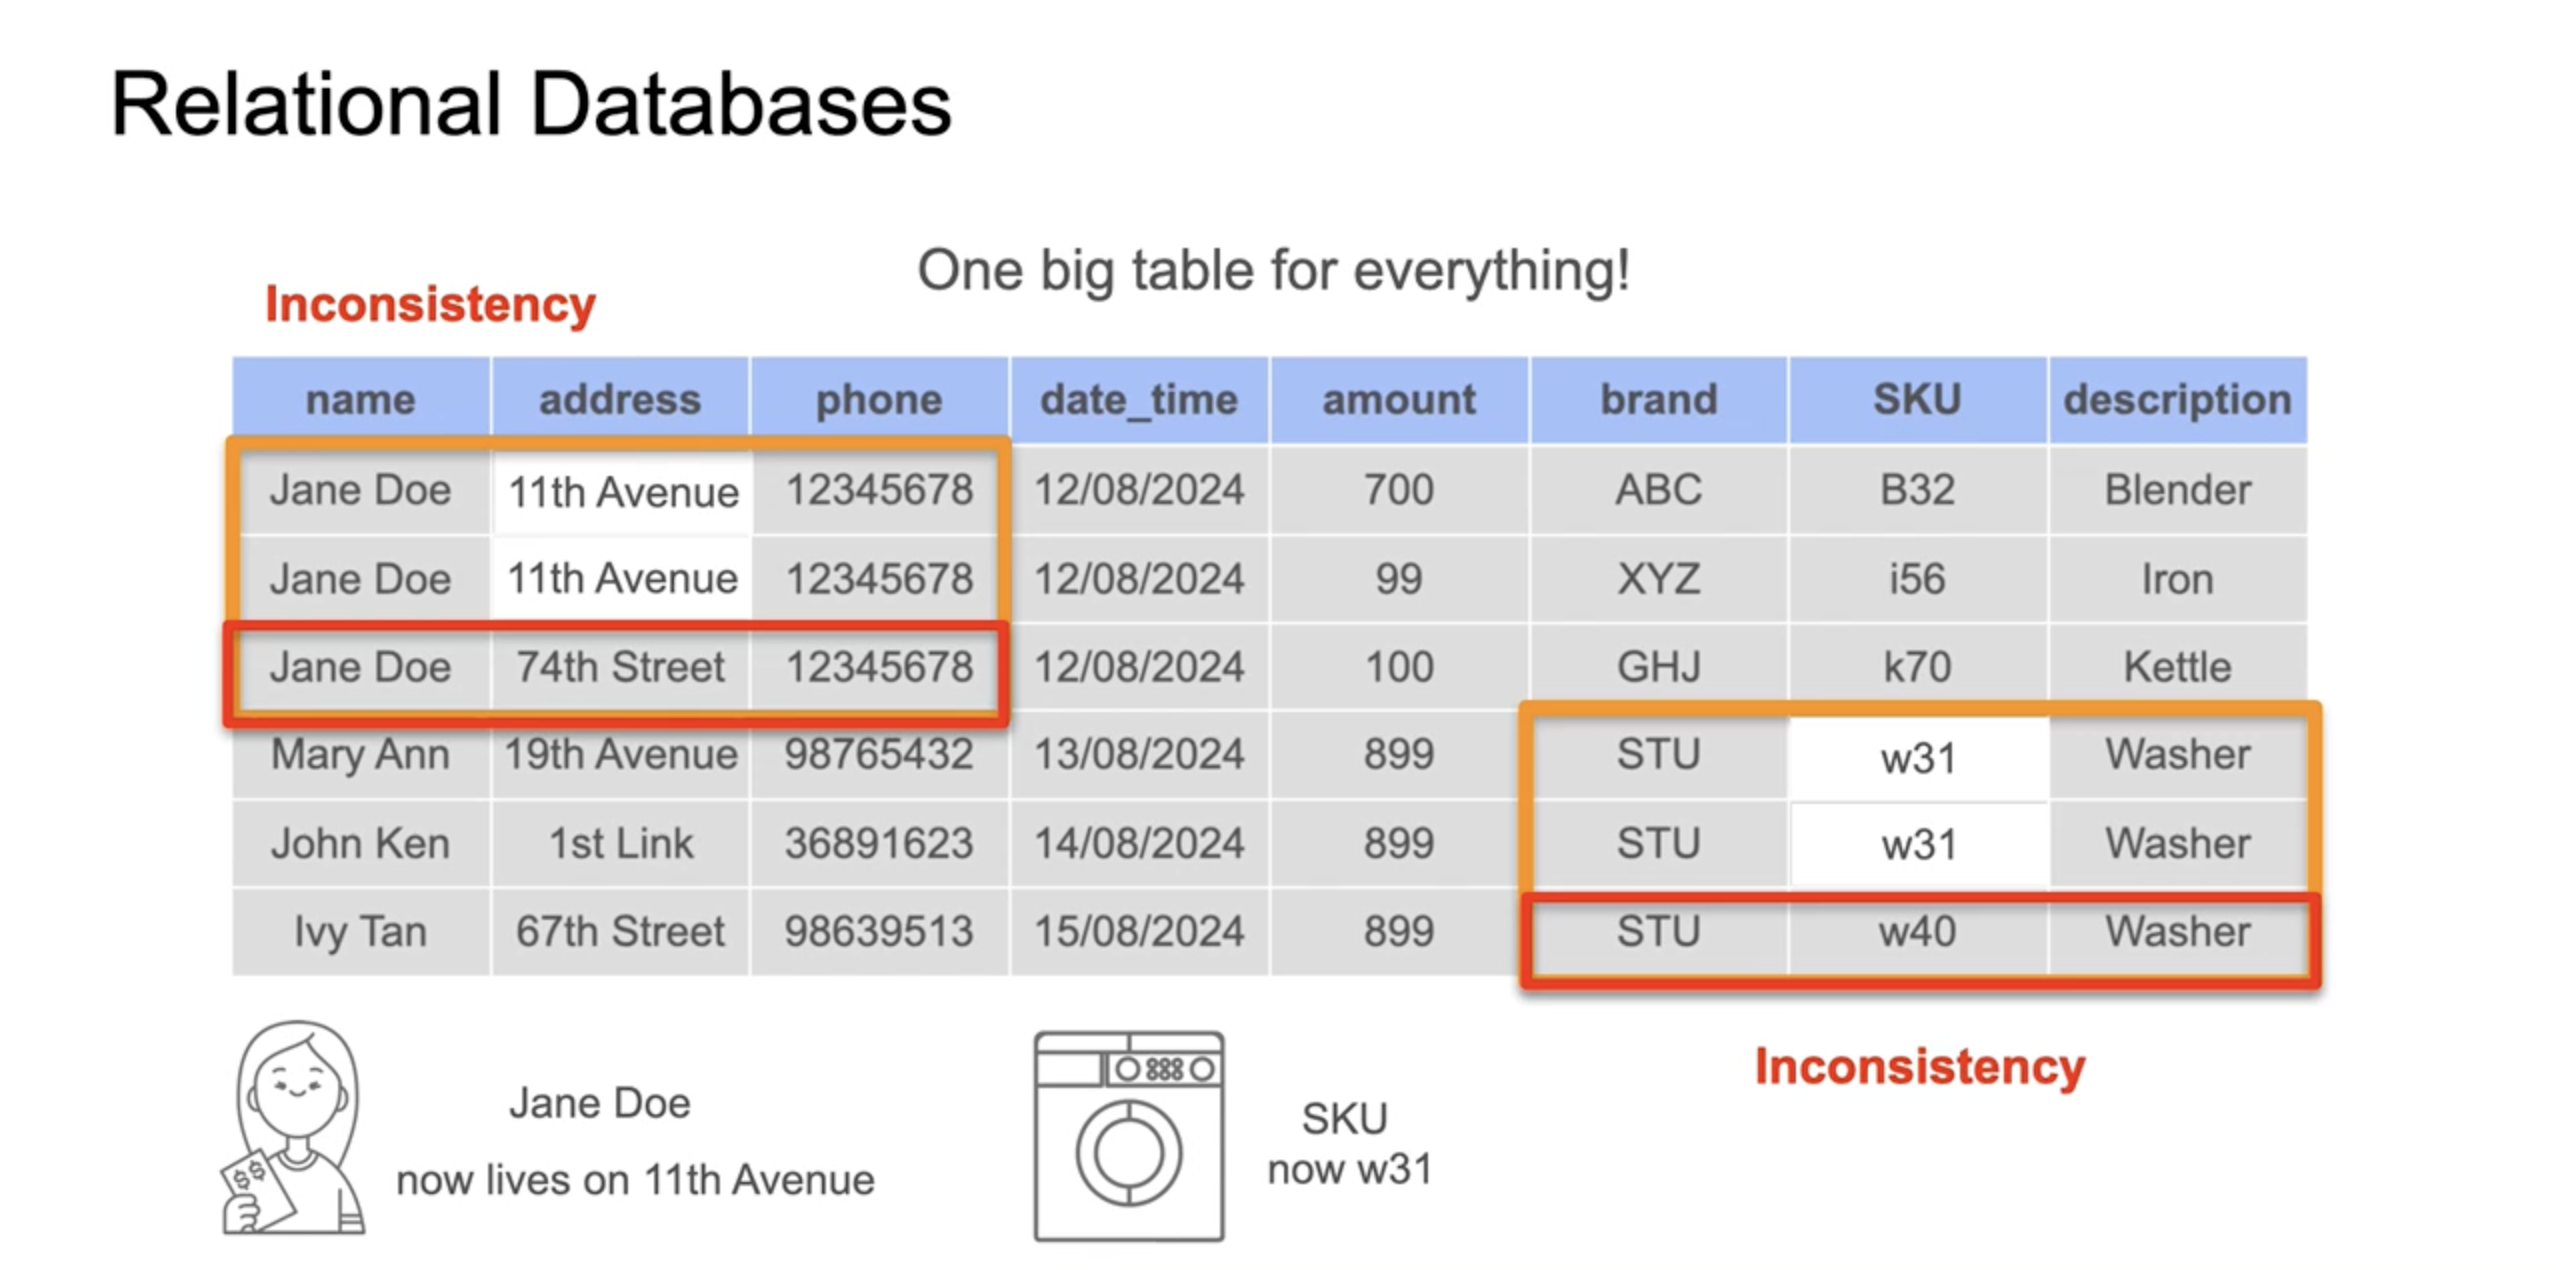 Relational Databases
One big table for everything!
Inconsistency
name address phone date_time amount brand SKU description
Jane Doe 11th Avenue 12345678 12/08/2024 700 ABC B32 Blender
Jane Doe 11th Avenue 12345678 12/08/2024 99 XYZ i56 Iron
Jane Doe 74th Street 12345678 12/08/2024 100 GHJ k70 Kettle
Mary Ann 19th Avenue 98765432 13/08/2024 899 STU w31 Washer
John Ken 1st Link 36891623 14/08/2024 899 STU w31 Washer
Ivy Tan 67th Street 98639513 15/08/2024 899 STU w40 Washer
Jane Doe
now lives on 11th Avenue
$$
SKU
now w31
Inconsistency